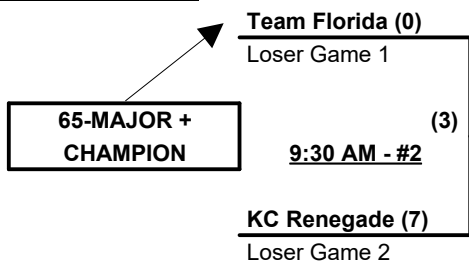 Team Florida (0)
Loser Game 1
65-MAJOR +
CHAMPION
(3)
9:30 AM - #2
KC Renegade (7)
Loser Game 2